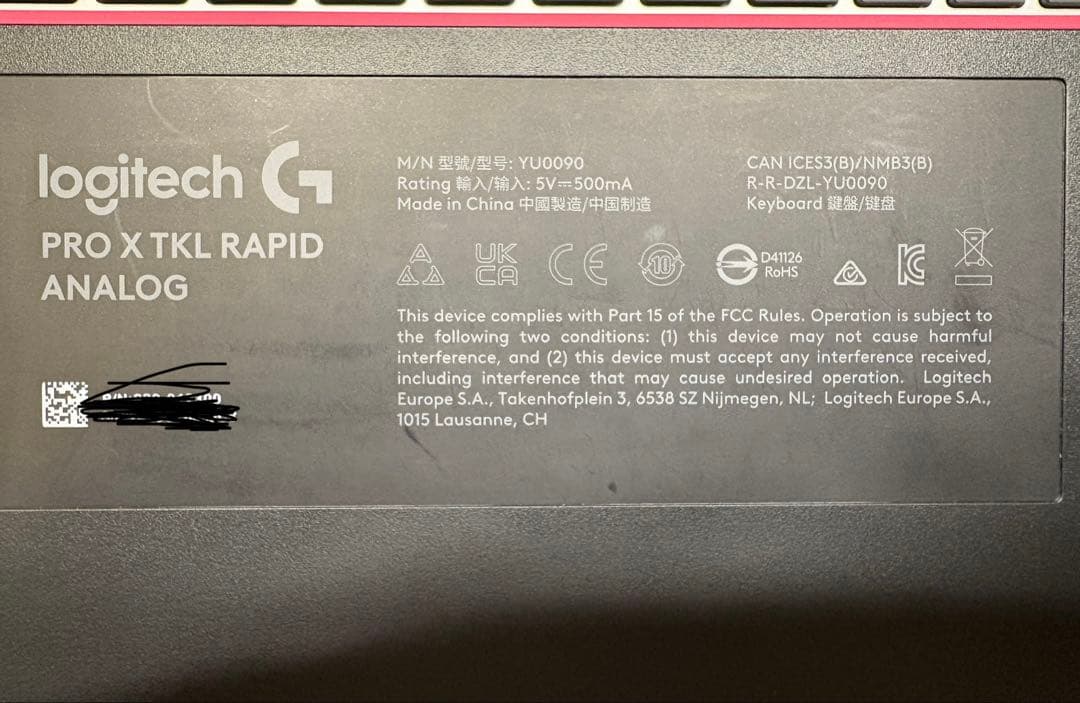 logitech G
PRO X TKL RAPID
ANALOG
M/N 型號/型号: YU0090
Rating 輸入/输入: 5V⎓500mA
Made in China 中國製造/中国制造
CAN ICES3(B)/NMB3(B)
R-R-DZL-YU0090
Keyboard 鍵盤/键盘
UK
CA
CE
10
D41126
RoHS
This device complies with Part 15 of the FCC Rules. Operation is subject to
the following two conditions: (1) this device may not cause harmful
interference, and (2) this device must accept any interference received,
including interference that may cause undesired operation. Logitech
Europe S.A., Takenhofplein 3, 6538 SZ Nijmegen, NL; Logitech Europe S.A.,
1015 Lausanne, CH